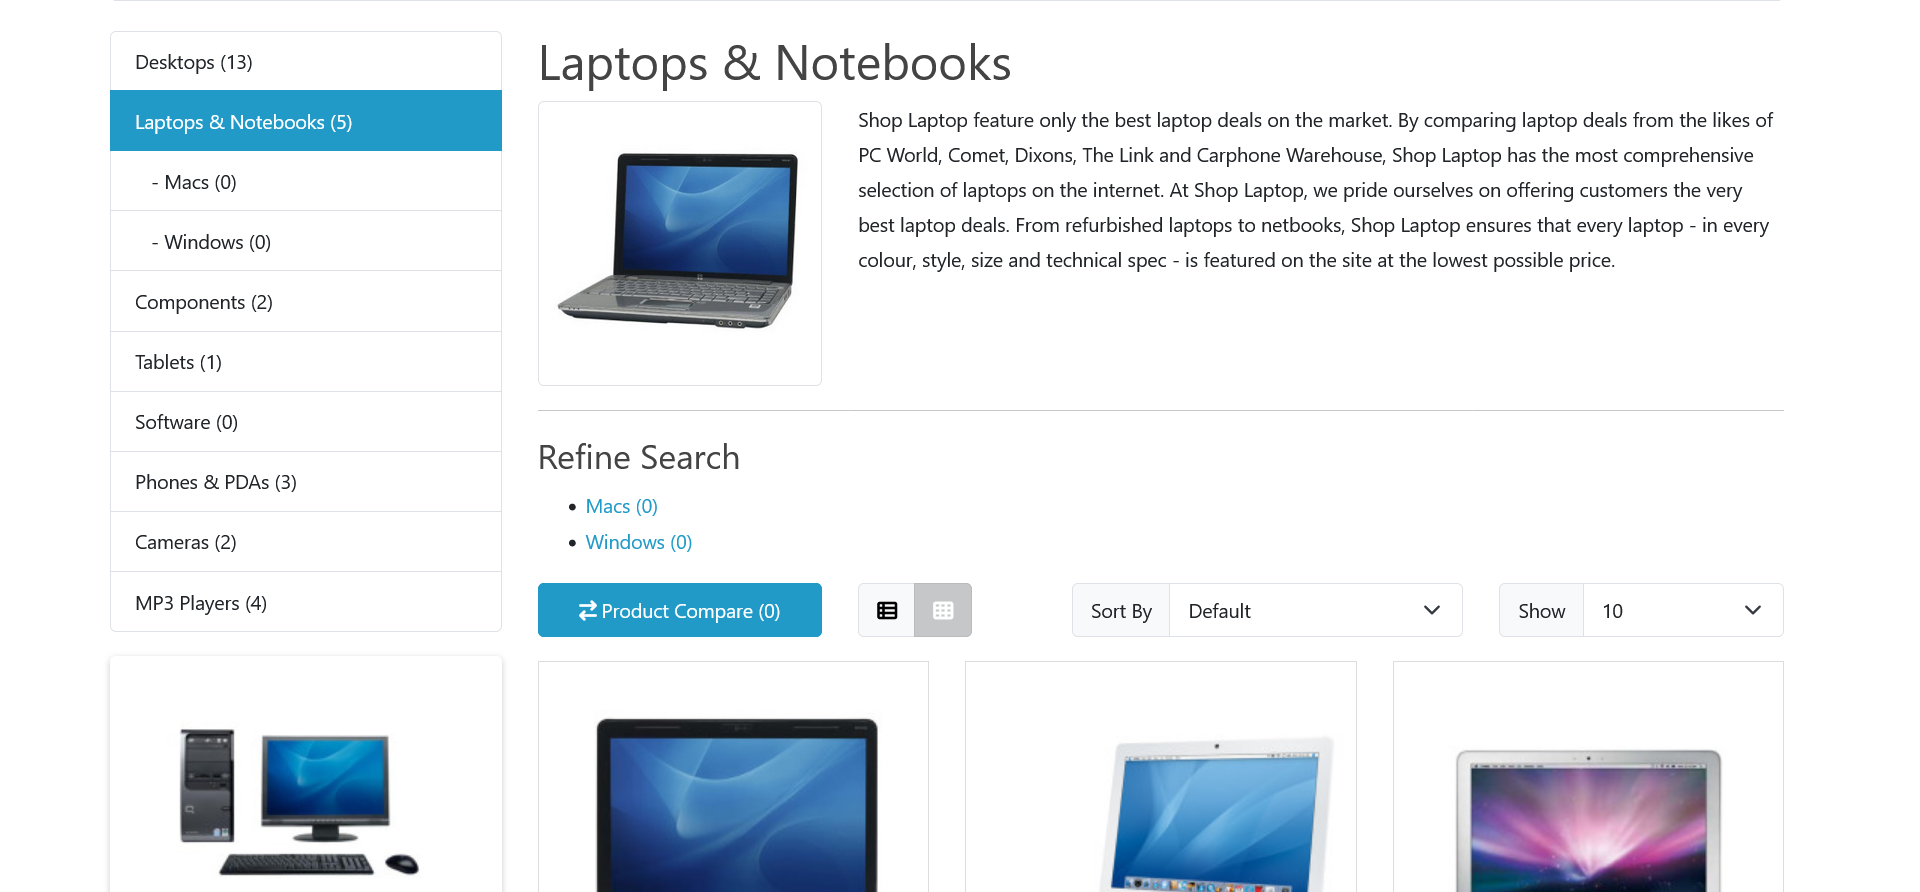 Desktops (13)
Laptops & Notebooks (5)
- Macs (0)
- Windows (0)
Components (2)
Tablets (1)
Software (0)
Phones & PDAs (3)
Cameras (2)
MP3 Players (4)
Laptops & Notebooks
Shop Laptop feature only the best laptop deals on the market. By comparing laptop deals from the likes of
PC World, Comet, Dixons, The Link and Carphone Warehouse, Shop Laptop has the most comprehensive
selection of laptops on the internet. At Shop Laptop, we pride ourselves on offering customers the very
best laptop deals. From refurbished laptops to netbooks, Shop Laptop ensures that every laptop - in every
colour, style, size and technical spec - is featured on the site at the lowest possible price.
Refine Search
Macs (0)
Windows (0)
Product Compare (0)
Sort By Default
Show 10